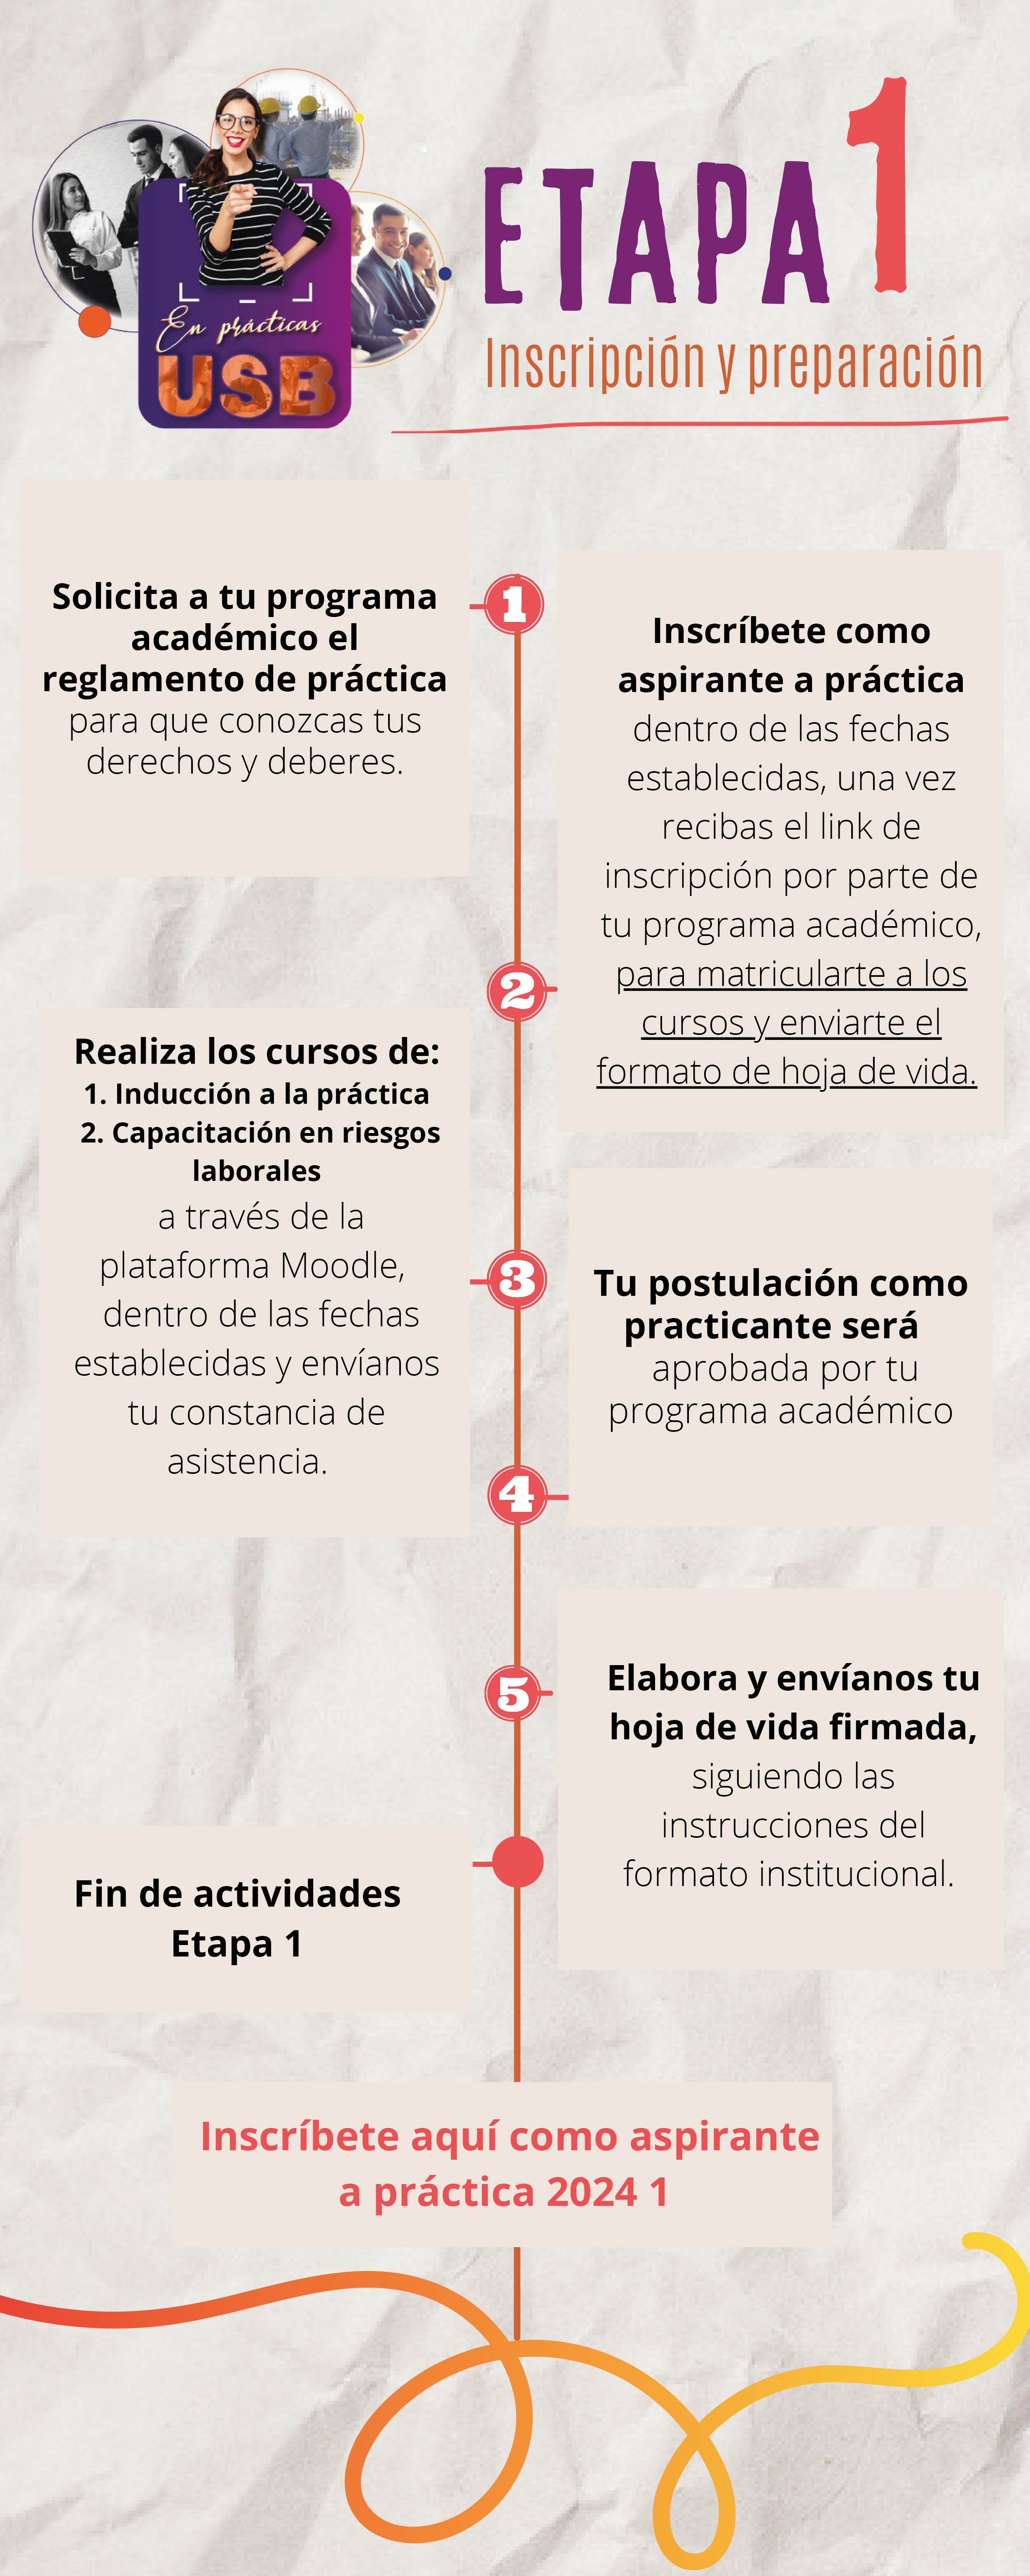 En prácticas
USB
ETAPA 1
Inscripción y preparación
1
Solicita a tu programa
académico el
reglamento de práctica
para que conozcas tus
derechos y deberes.
2
Inscríbete como
aspirante a práctica
dentro de las fechas
establecidas, una vez
recibas el link de
inscripción por parte de
tu programa académico,
para matricularte a los
cursos y enviarte el
formato de hoja de vida.
3
Realiza los cursos de:
1. Inducción a la práctica
2. Capacitación en riesgos
laborales
a través de la
plataforma Moodle,
dentro de las fechas
establecidas y envíanos
tu constancia de
asistencia.
4
Tu postulación como
practicante será
aprobada por tu
programa académico
5
Elabora y envíanos tu
hoja de vida firmada,
siguiendo las
instrucciones del
formato institucional.
Fin de actividades
Etapa 1
Inscríbete aquí como aspirante
a práctica 2024 1